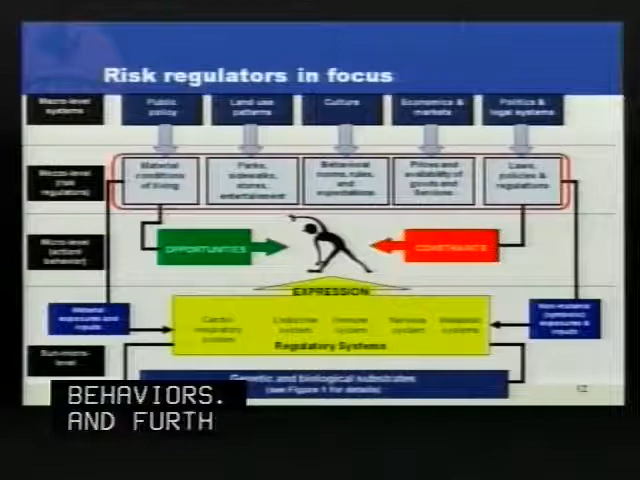 Risk regulators in focus
Macro-level
systems
Public
policy
Land use
patterns
Culture
Economics &
markets
Politics &
legal systems
Mezzo-level
(risk
regulators)
Material
conditions
of living
Parks,
sidewalks,
stores,
entertainment
Behavioral
norms, rules,
and
expectations
Prices and
availability of
goods and
Services
Laws,
policies &
regulations
Micro-level
(action/
behavior)
OPPORTUNITIES
CONSTRAINTS
EXPRESSION
Material
exposures and
inputs
Cardio-
respiratory
system
Endocrine
system
Immune
system
Nervous
system
Metabolic
systems
Regulatory Systems
Non-material
(symbolic)
exposures &
inputs
Sub-micro-
level
Genetic and biological substrates
(see Figure 1 for details)
12
BEHAVIORS.
AND FURTH